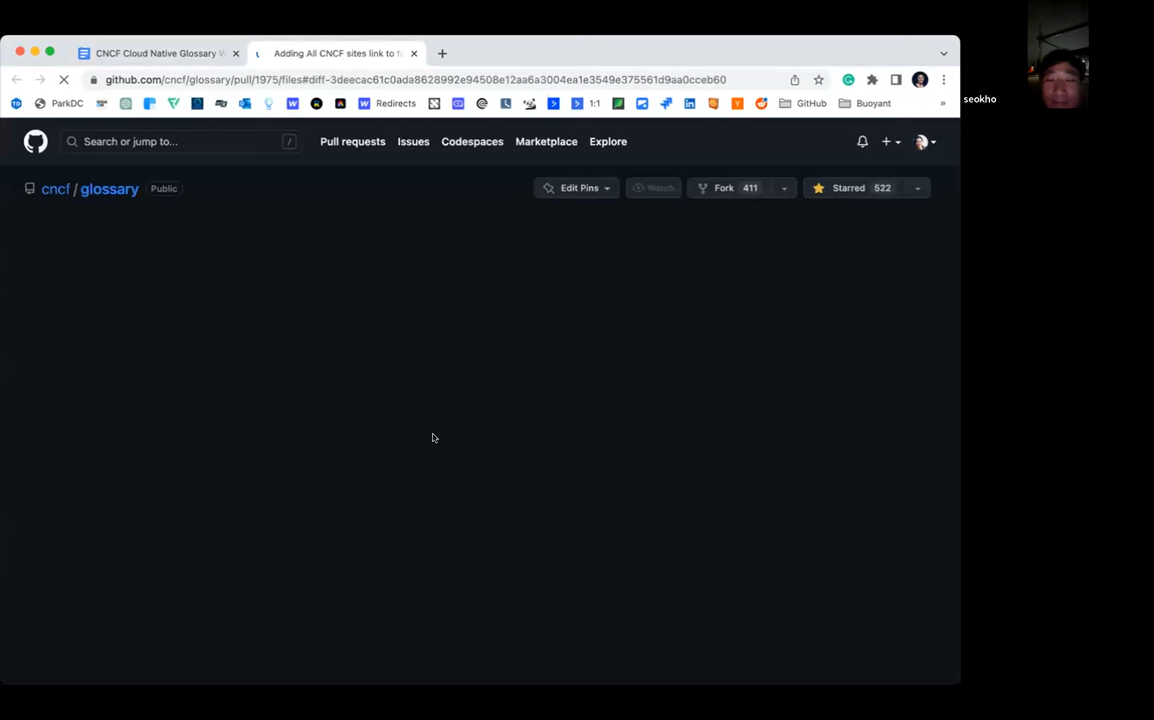 CNCF Cloud Native Glossary W
Adding All CNCF sites link to fo
github.com/cncf/glossary/pull/1975/files#diff-3deecac61c0ada8628992e94508e12aa6a3004ea1e3549e375561d9aa0cceb60
ParkDC
Redirects
1:1
GitHub
Buoyant
»
seokho
Search or jump to...
/
Pull requests
Issues
Codespaces
Marketplace
Explore
cncf / glossary
Public
Edit Pins
Watch
Fork 411
Starred 522